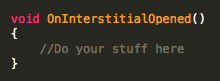 void OnInterstitialOpened()
{
    //Do your stuff here
}